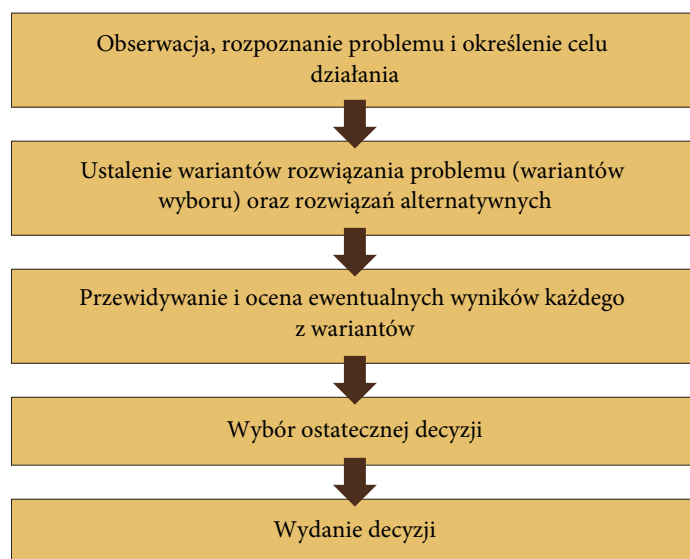 Obserwacja, rozpoznanie problemu i określenie celu
działania
Ustalenie wariantów rozwiązania problemu (wariantów
wyboru) oraz rozwiązań alternatywnych
Przewidywanie i ocena ewentualnych wyników każdego
z wariantów
Wybór ostatecznej decyzji
Wydanie decyzji